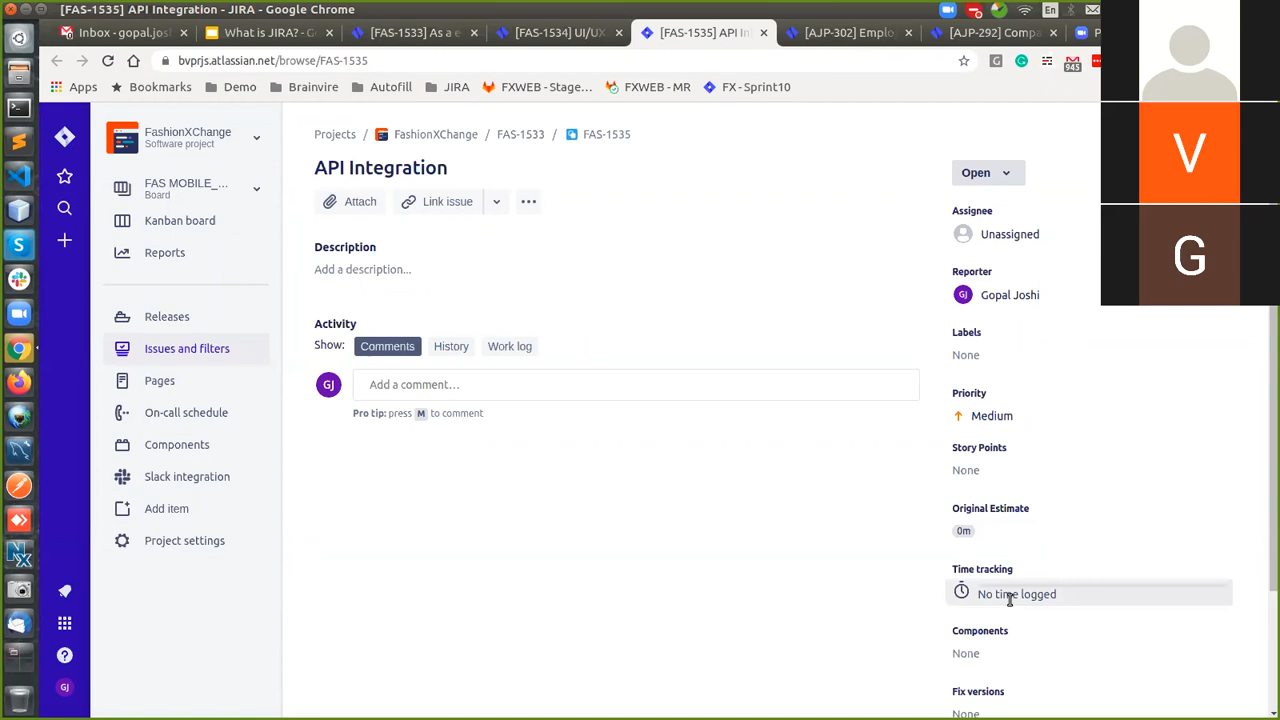 [FAS-1535] API Integration - JIRA - Google Chrome
En
Inbox - gopal.josh
What is JIRA? - G
[FAS-1533] As a e
[FAS-1534] UI/UX
[FAS-1535] API In
[AJP-302] Emplo
[AJP-292] Compa
P
bvprjs.atlassian.net/browse/FAS-1535
945
Apps
Bookmarks
Demo
Brainvire
Autofill
JIRA
FXWEB - Stage...
FXWEB - MR
FX - Sprint10
FashionXChange
Software project
FAS MOBILE_...
Board
Kanban board
Reports
Releases
Issues and filters
Pages
On-call schedule
Components
Slack integration
Add item
Project settings
GJ
Projects / FashionXChange / FAS-1533 / FAS-1535
API Integration
Attach
Link issue
Description
Add a description...
Activity
Show:
Comments
History
Work log
GJ
Add a comment...
Pro tip: press M to comment
Open
Assignee
Unassigned
Reporter
GJ Gopal Joshi
Labels
None
Priority
Medium
Story Points
None
Original Estimate
0m
Time tracking
No time logged
Components
None
Fix versions
None
V
G